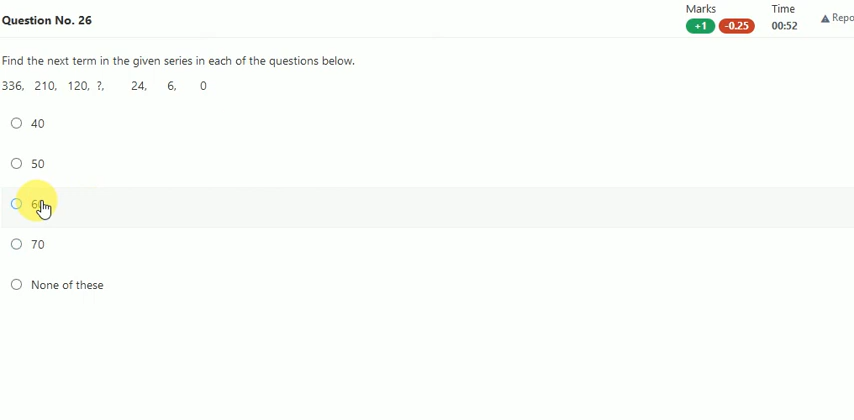 Question No. 26
Marks
+1 -0.25
Time
00:52
Repo
Find the next term in the given series in each of the questions below.
336, 210, 120, ?, 24, 6, 0
40
50
70
None of these